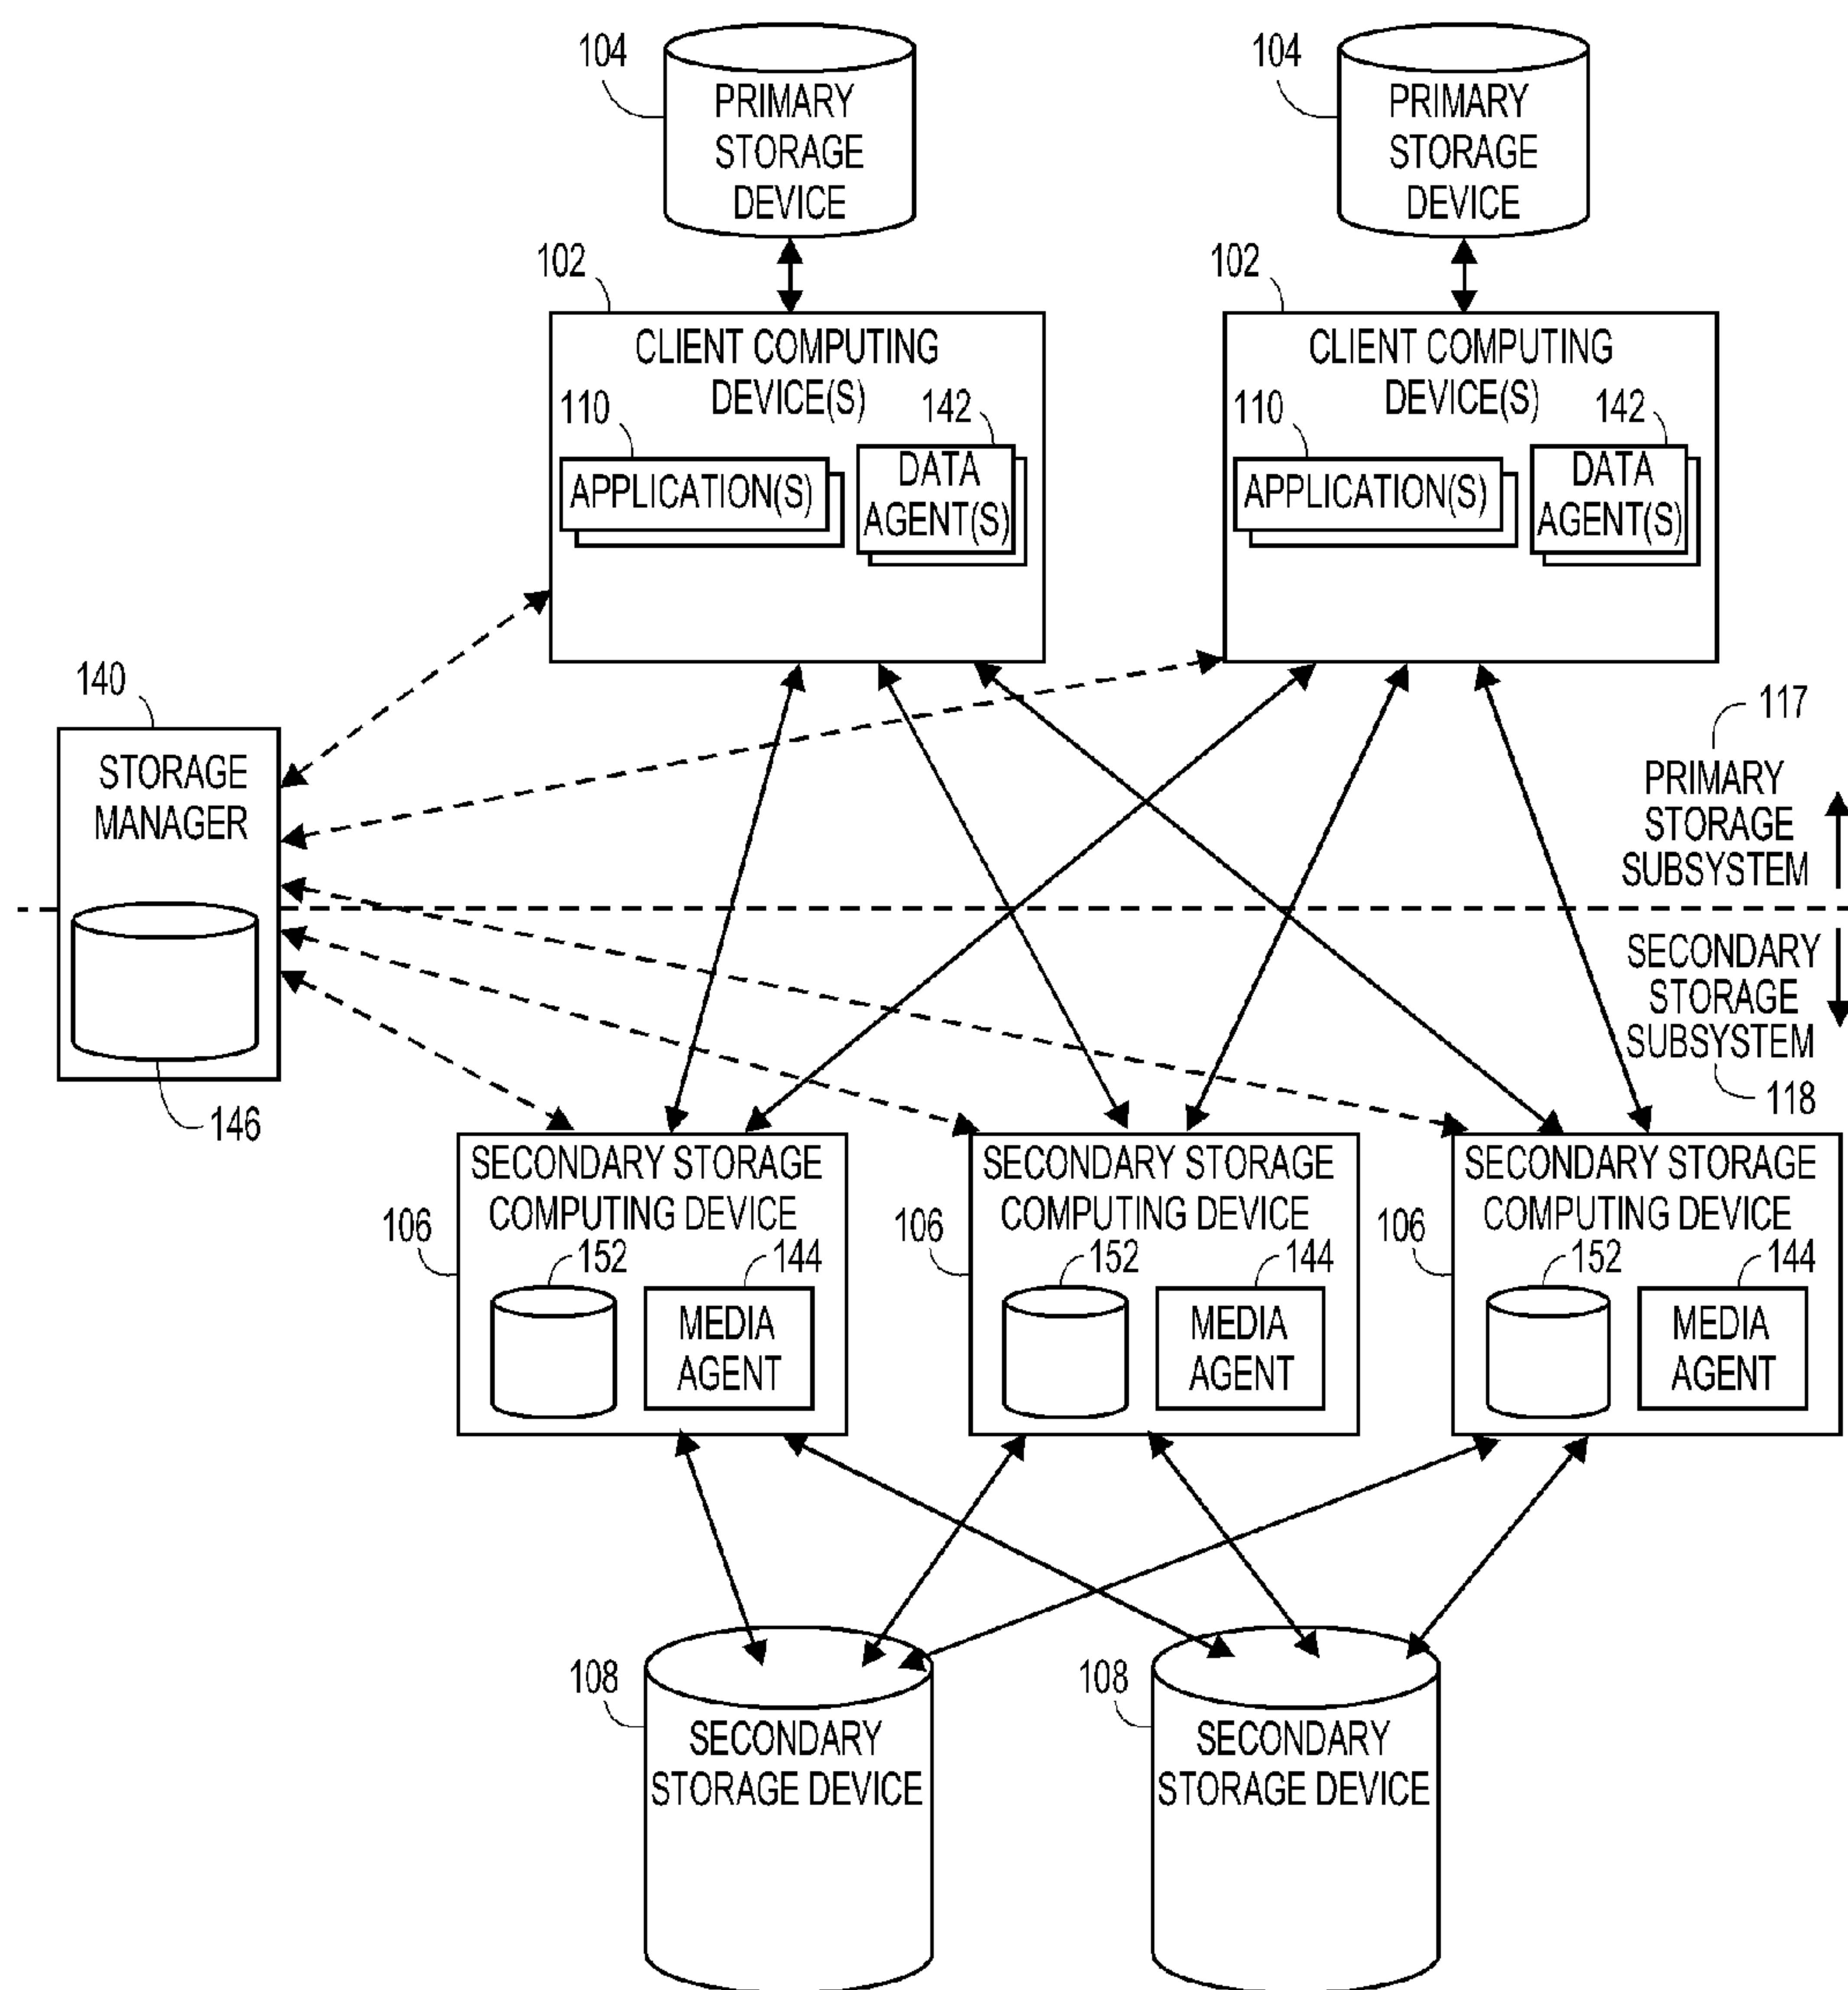 104
PRIMARY
STORAGE
DEVICE
104
PRIMARY
STORAGE
DEVICE
102
CLIENT COMPUTING
DEVICE(S)
110
APPLICATION(S)
142
DATA
AGENT(S)
102
CLIENT COMPUTING
DEVICE(S)
110
APPLICATION(S)
142
DATA
AGENT(S)
140
STORAGE
MANAGER
146
117
PRIMARY
STORAGE
SUBSYSTEM
SECONDARY
STORAGE
SUBSYSTEM
118
106
SECONDARY STORAGE
COMPUTING DEVICE
152
144
MEDIA
AGENT
106
SECONDARY STORAGE
COMPUTING DEVICE
152
144
MEDIA
AGENT
106
SECONDARY STORAGE
COMPUTING DEVICE
152
144
MEDIA
AGENT
108
SECONDARY
STORAGE DEVICE
108
SECONDARY
STORAGE DEVICE